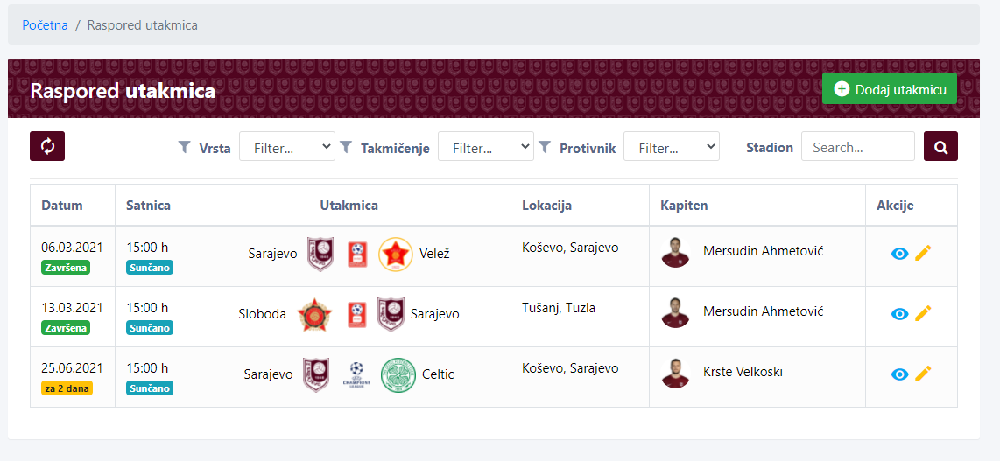 Početna / Raspored utakmica
Raspored utakmica
Dodaj utakmicu
Vrsta Filter... Takmičenje Filter... Protivnik Filter... Stadion Search...
Datum Satnica Utakmica Lokacija Kapiten Akcije
06.03.2021 15:00 h Sarajevo Velež Koševo, Sarajevo Mersudin Ahmetović
Završena Sunčano
13.03.2021 15:00 h Sloboda Sarajevo Tušanj, Tuzla Mersudin Ahmetović
Završena Sunčano
25.06.2021 15:00 h Sarajevo CHAMPIONS Celtic Koševo, Sarajevo Krste Velkoski
za 2 dana Sunčano